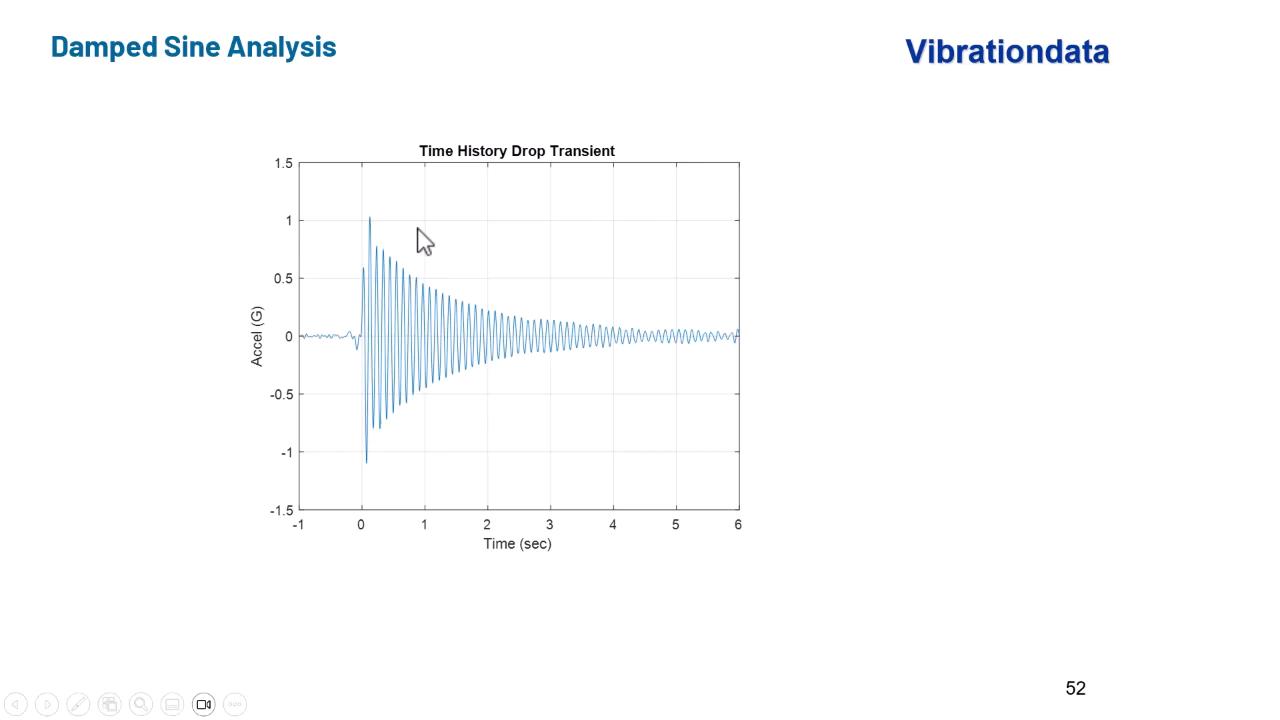 Damped Sine Analysis
Vibrationdata
Time History Drop Transient
1.5
1
0.5
0
-0.5
-1
-1.5
Accel (G)
-1 0 1 2 3 4 5 6
Time (sec)
52